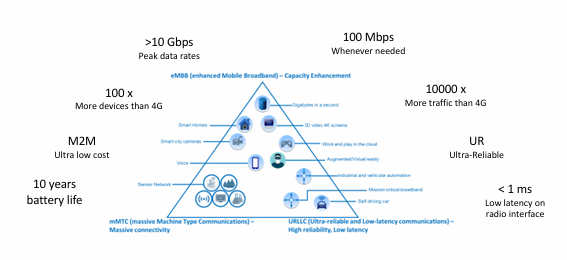 >10 Gbps
Peak data rates
100 Mbps
Whenever needed
eMBB (enhanced Mobile Broadband) – Capacity Enhancement
100 x
More devices than 4G
10000 x
More traffic than 4G
Gigabytes in a second
Smart Homes
3D video 4K screens
Smart-city cameras
Work and play in the cloud
M2M
Ultra low cost
UR
Ultra-Reliable
Voice
Augmented/Virtual reality
Industrial and vehicular automation
Sensor Network
Mission critical/broadband
Self-driving car
10 years
battery life
< 1 ms
Low latency on
radio interface
mMTC (massive Machine Type Communications) –
Massive connectivity
URLLC (Ultra-reliable and Low-latency communications) –
High reliability, Low latency